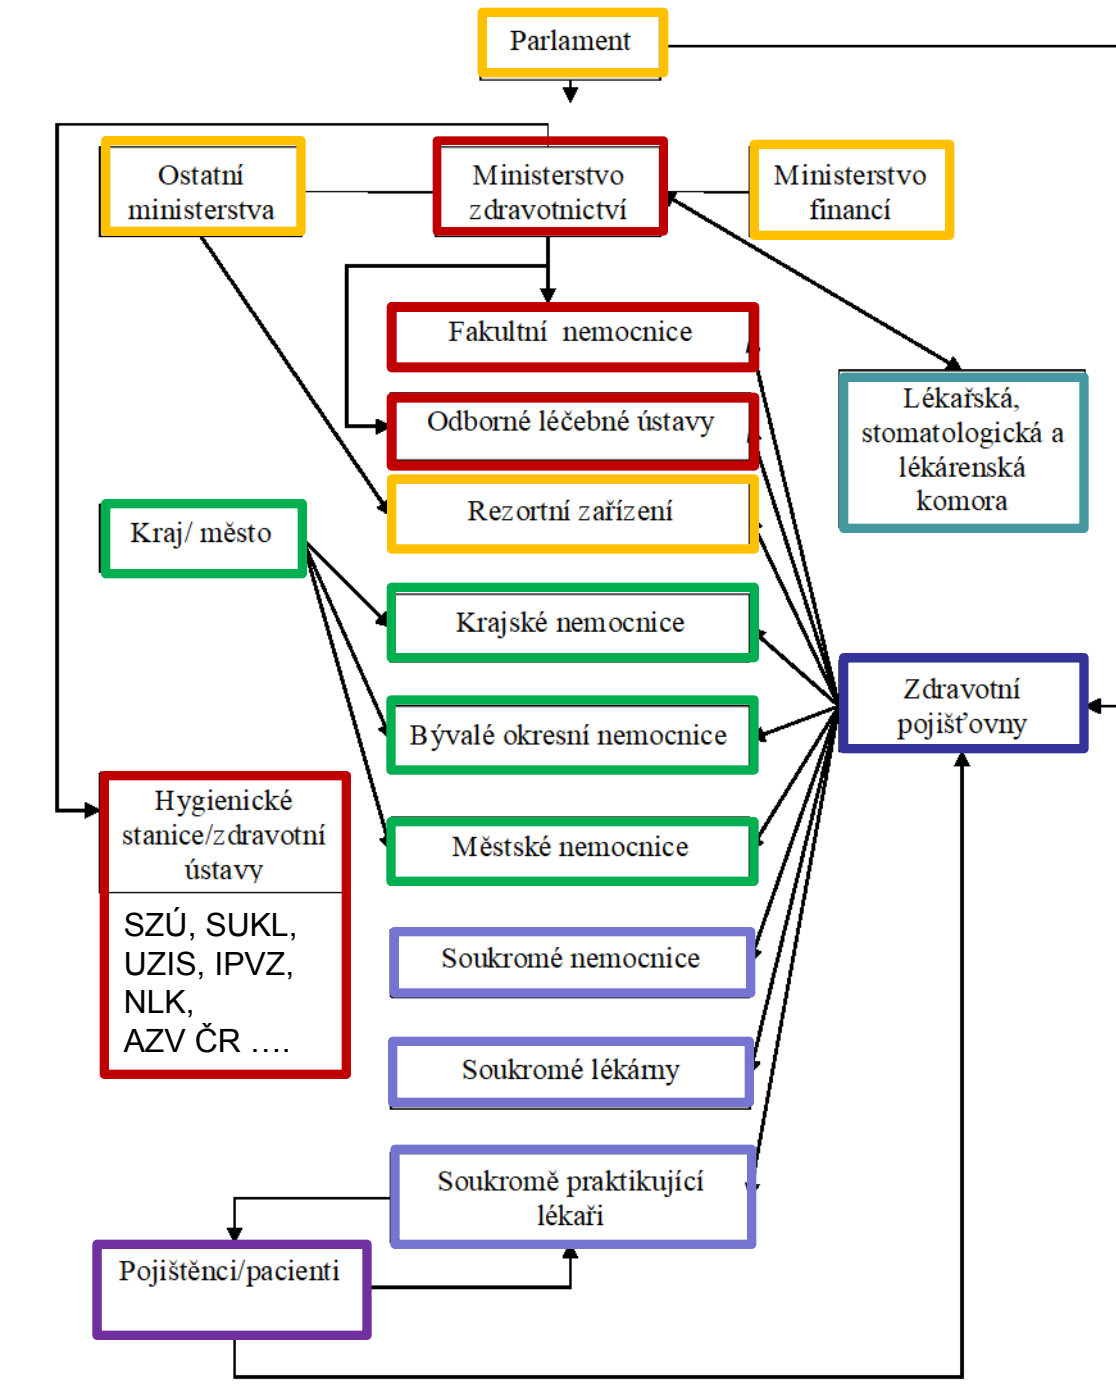 Parlament
Ostatní
ministerstva
Ministerstvo
zdravotnictví
Ministerstvo
financí
Fakultní nemocnice
Odborné léčebné ústavy
Lékařská,
stomatologická a
lékárenská
komora
Rezortní zařízení
Kraj/ město
Krajské nemocnice
Zdravotní
pojišťovny
Bývalé okresní nemocnice
Hygienické
stanice/zdravotní
ústavy
SZÚ, SUKL,
UZIS, IPVZ,
NLK,
AZV ČR ....
Městské nemocnice
Soukromé nemocnice
Soukromé lékárny
Soukromě praktikující
lékaři
Pojištěnci/pacienti